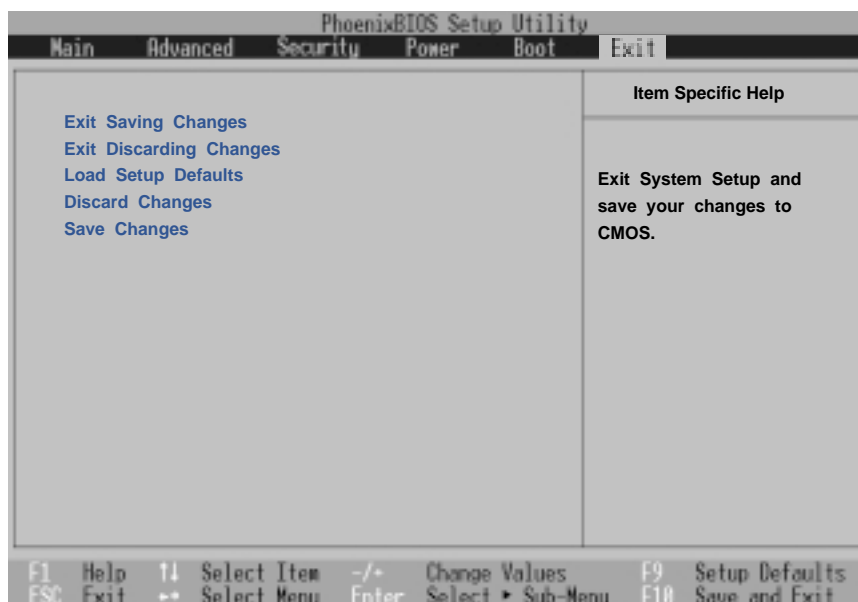 PhoenixBIOS Setup Utility
Main Advanced Security Power Boot Exit
Exit Saving Changes
Exit Discarding Changes
Load Setup Defaults
Discard Changes
Save Changes
Item Specific Help
Exit System Setup and
save your changes to
CMOS.
F1 Help ↑↓ Select Item -/+ Change Values F9 Setup Defaults
ESC Exit ←→ Select Menu Enter Select ▶ Sub-Menu F10 Save and Exit